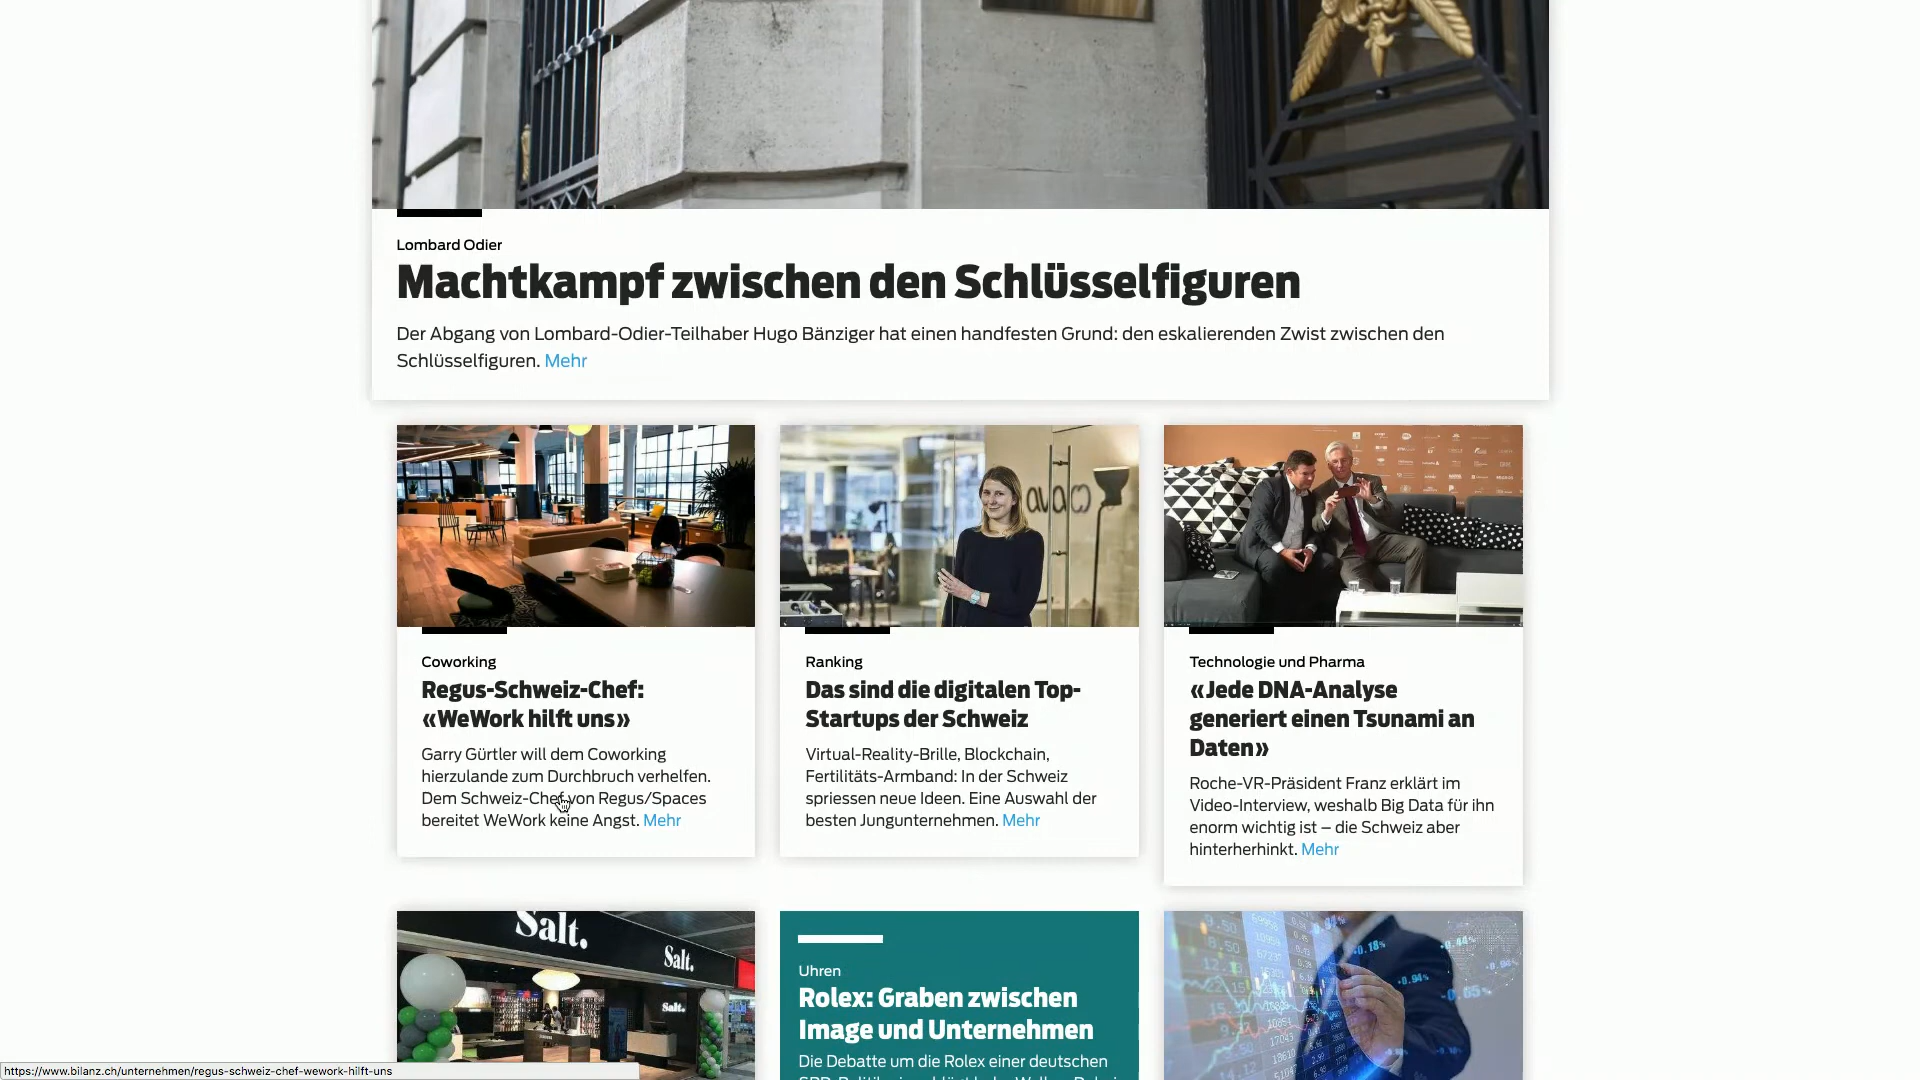 Lombard Odier
Machtkampf zwischen den Schlüsselfiguren
Der Abgang von Lombard-Odier-Teilhaber Hugo Bänziger hat einen handfesten Grund: den eskalierenden Zwist zwischen den
Schlüsselfiguren. Mehr
Coworking
Regus-Schweiz-Chef:
«WeWork hilft uns»
Garry Gürtler will dem Coworking
hierzulande zum Durchbruch verhelfen.
Dem Schweiz-Chef von Regus/Spaces
bereitet WeWork keine Angst. Mehr
ava
Ranking
Das sind die digitalen Top-
Startups der Schweiz
Virtual-Reality-Brille, Blockchain,
Fertilitäts-Armband: In der Schweiz
spriessen neue Ideen. Eine Auswahl der
besten Jungunternehmen. Mehr
Technologie und Pharma
«Jede DNA-Analyse
generiert einen Tsunami an
Daten»
Roche-VR-Präsident Franz erklärt im
Video-Interview, weshalb Big Data für ihn
enorm wichtig ist – die Schweiz aber
hinterherhinkt. Mehr
Salt.
Salt.
Salt.
Uhren
Rolex: Graben zwischen
Image und Unternehmen
Die Debatte um die Rolex einer deutschen
https://www.bilanz.ch/unternehmen/regus-schweiz-chef-wework-hilft-uns